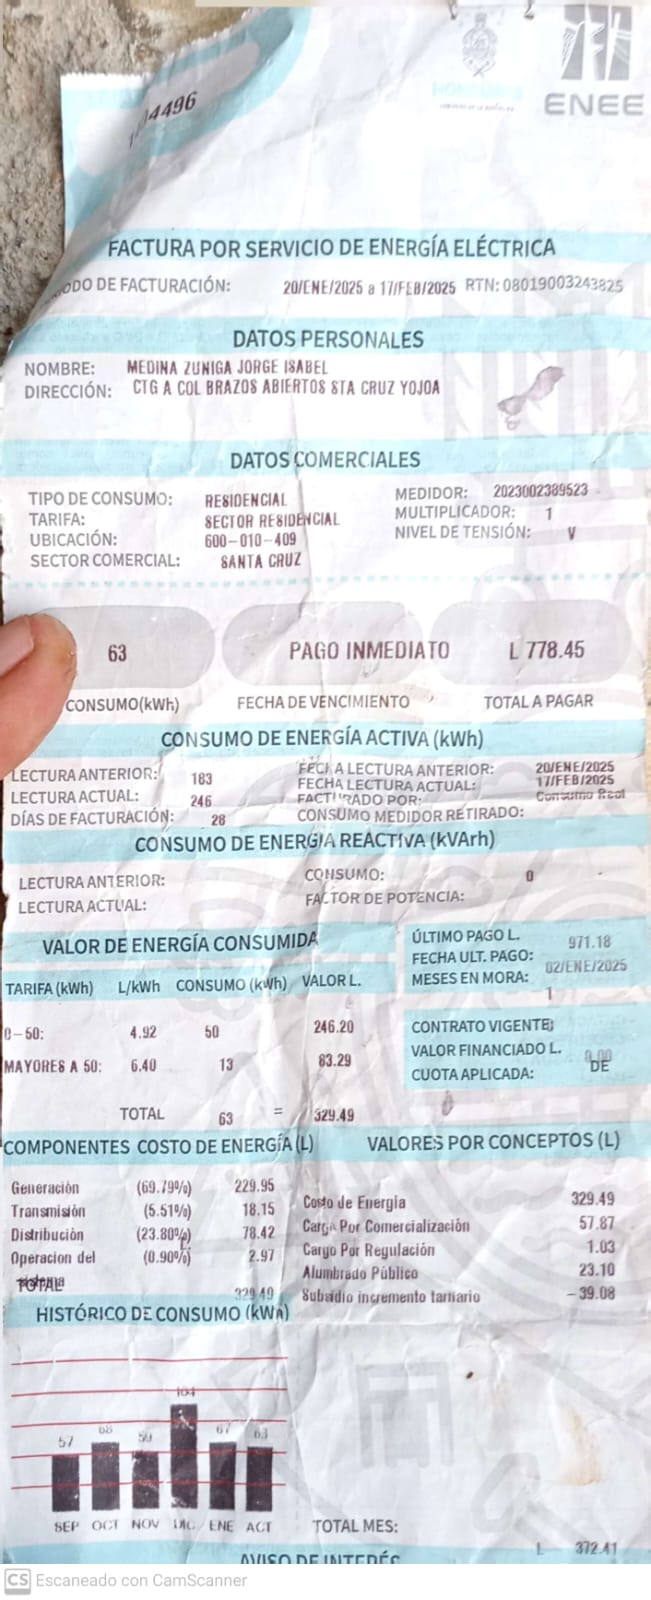 4496
HONDURAS
ENEE
FACTURA POR SERVICIO DE ENERGÍA ELÉCTRICA
ODO DE FACTURACIÓN: 20/ENE/2025 a 17/FEB/2025 RTN: 08019003243825
DATOS PERSONALES
NOMBRE: MEDINA ZUNIGA JORGE ISABEL
DIRECCIÓN: CTG A COL BRAZOS ABIERTOS STA CRUZ YOJOA
DATOS COMERCIALES
TIPO DE CONSUMO: RESIDENCIAL
TARIFA: SECTOR RESIDENCIAL
UBICACIÓN: 600-010-409
SECTOR COMERCIAL: SANTA CRUZ
MEDIDOR: 2023002389523
MULTIPLICADOR: 1
NIVEL DE TENSIÓN: V
63 PAGO INMEDIATO L 778.45
CONSUMO(kWh) FECHA DE VENCIMIENTO TOTAL A PAGAR
CONSUMO DE ENERGÍA ACTIVA (kWh)
LECTURA ANTERIOR: 183
LECTURA ACTUAL: 246
DÍAS DE FACTURACIÓN: 28
FECHA LECTURA ANTERIOR: 20/ENE/2025
FECHA LECTURA ACTUAL: 17/FEB/2025
FACTURADO POR: Consumo Real
CONSUMO MEDIDOR RETIRADO:
CONSUMO DE ENERGIA REACTIVA (kVArh)
LECTURA ANTERIOR:
LECTURA ACTUAL:
CONSUMO: 0
FACTOR DE POTENCIA:
VALOR DE ENERGÍA CONSUMIDA
TARIFA (kWh) L/kWh CONSUMO (kWh) VALOR L.
0-50: 4.92 50 246.20
MAYORES A 50: 6.40 13 83.29
TOTAL 63 = 329.49
ÚLTIMO PAGO L. 971.18
FECHA ULT. PAGO: 02/ENE/2025
MESES EN MORA: 1
CONTRATO VIGENTE:
VALOR FINANCIADO L. 0.00
CUOTA APLICADA: DE
COMPONENTES COSTO DE ENERGÍA (L)
Generación (69.79%) 229.95
Transmisión (5.51%) 18.15
Distribución (23.80%) 78.42
Operacion del sistema (0.90%) 2.97
TOTAL 329.49
VALORES POR CONCEPTOS (L)
Costo de Energia 329.49
Cargo Por Comercialización 57.87
Cargo Por Regulación 1.03
Alumbrado Público 23.10
Subsidio incremento tarifario -39.08
HISTÓRICO DE CONSUMO (kWh)
57 68 59 104 67 63
SEP OCT NOV DIC ENE ACT
TOTAL MES: L 372.41
AVISO DE INTERÉS
CS Escaneado con CamScanner